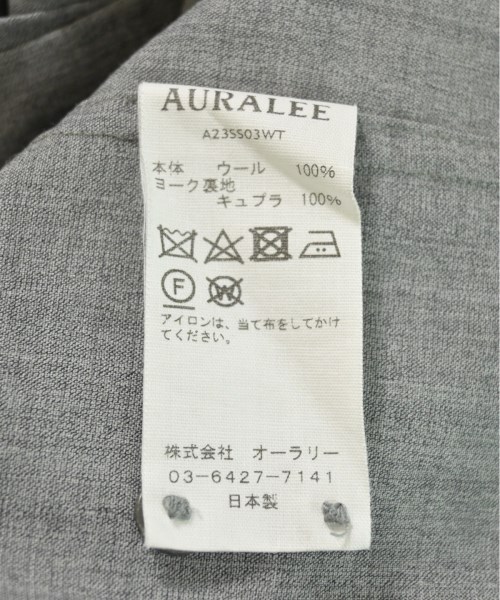 AURALEE
A23SS03WT
本体 ウール 100%
ヨーク裏地
キュプラ 100%
F W
アイロンは、当て布をしてかけ
てください。
株式会社 オーラリー
03-6427-7141
日本製